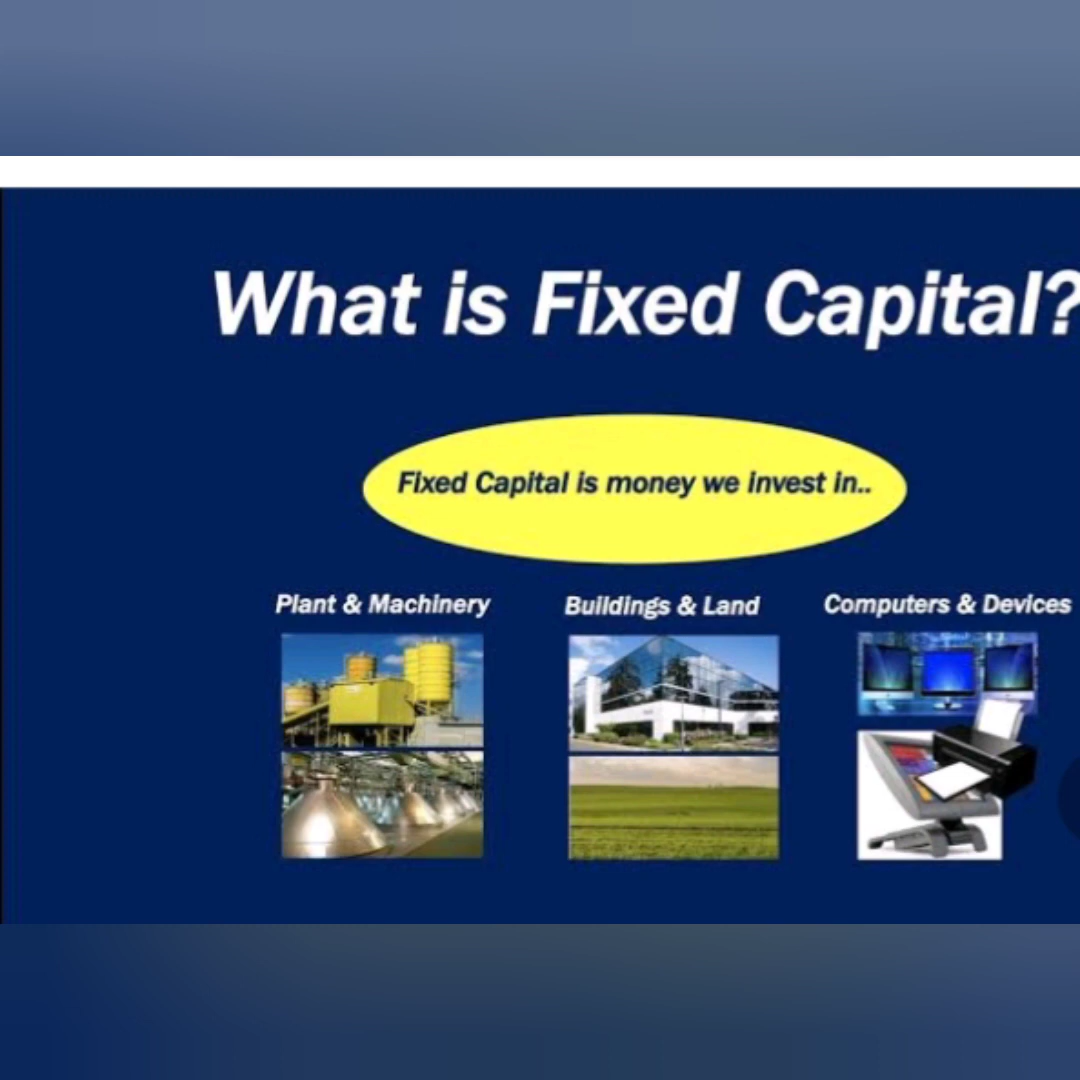 What is Fixed Capital?
Fixed Capital is money we invest in..
Plant & Machinery
Buildings & Land
Computers & Devices